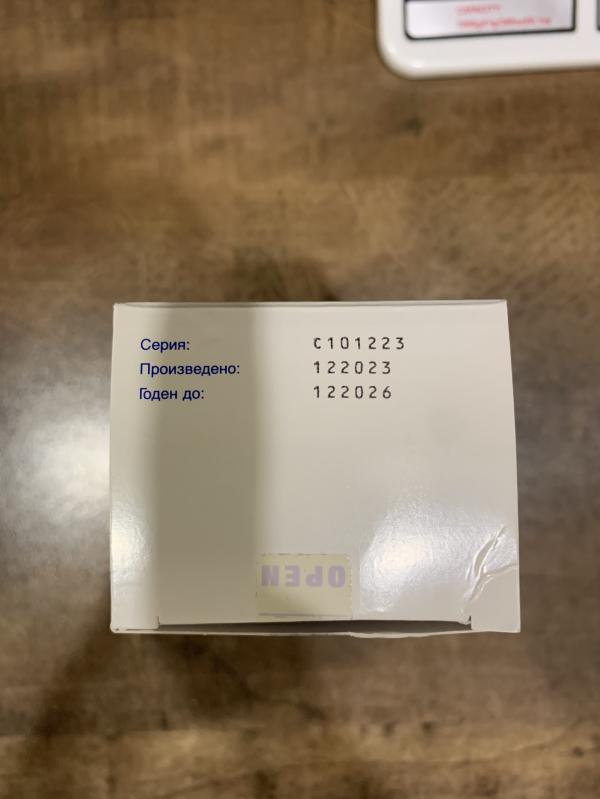 Серия: C101223
Произведено: 122023
Годен до: 122026
OPEN